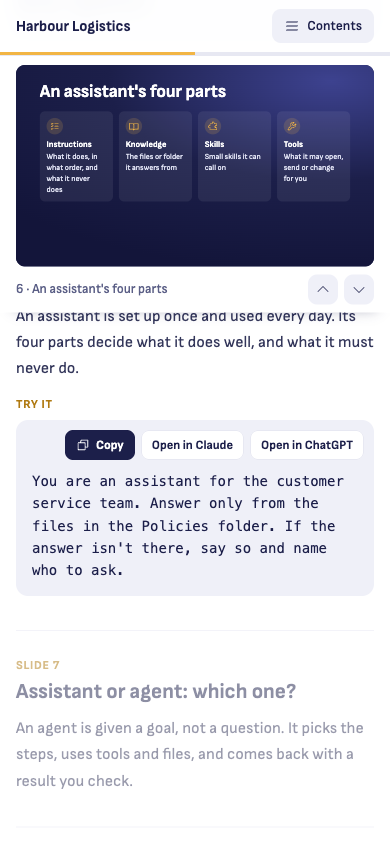 Harbour Logistics
Contents
An assistant's four parts
Instructions
What it does, in
what order, and
what it never
does
Knowledge
The files or folder
it answers from
Skills
Small skills it can
call on
Tools
What it may open,
send or change
for you
6 · An assistant's four parts
An assistant is set up once and used every day. Its
four parts decide what it does well, and what it must
never do.
TRY IT
Copy
Open in Claude
Open in ChatGPT
You are an assistant for the customer
service team. Answer only from the
files in the Policies folder. If the
answer isn't there, say so and name
who to ask.
SLIDE 7
Assistant or agent: which one?
An agent is given a goal, not a question. It picks the
steps, uses tools and files, and comes back with a
result you check.